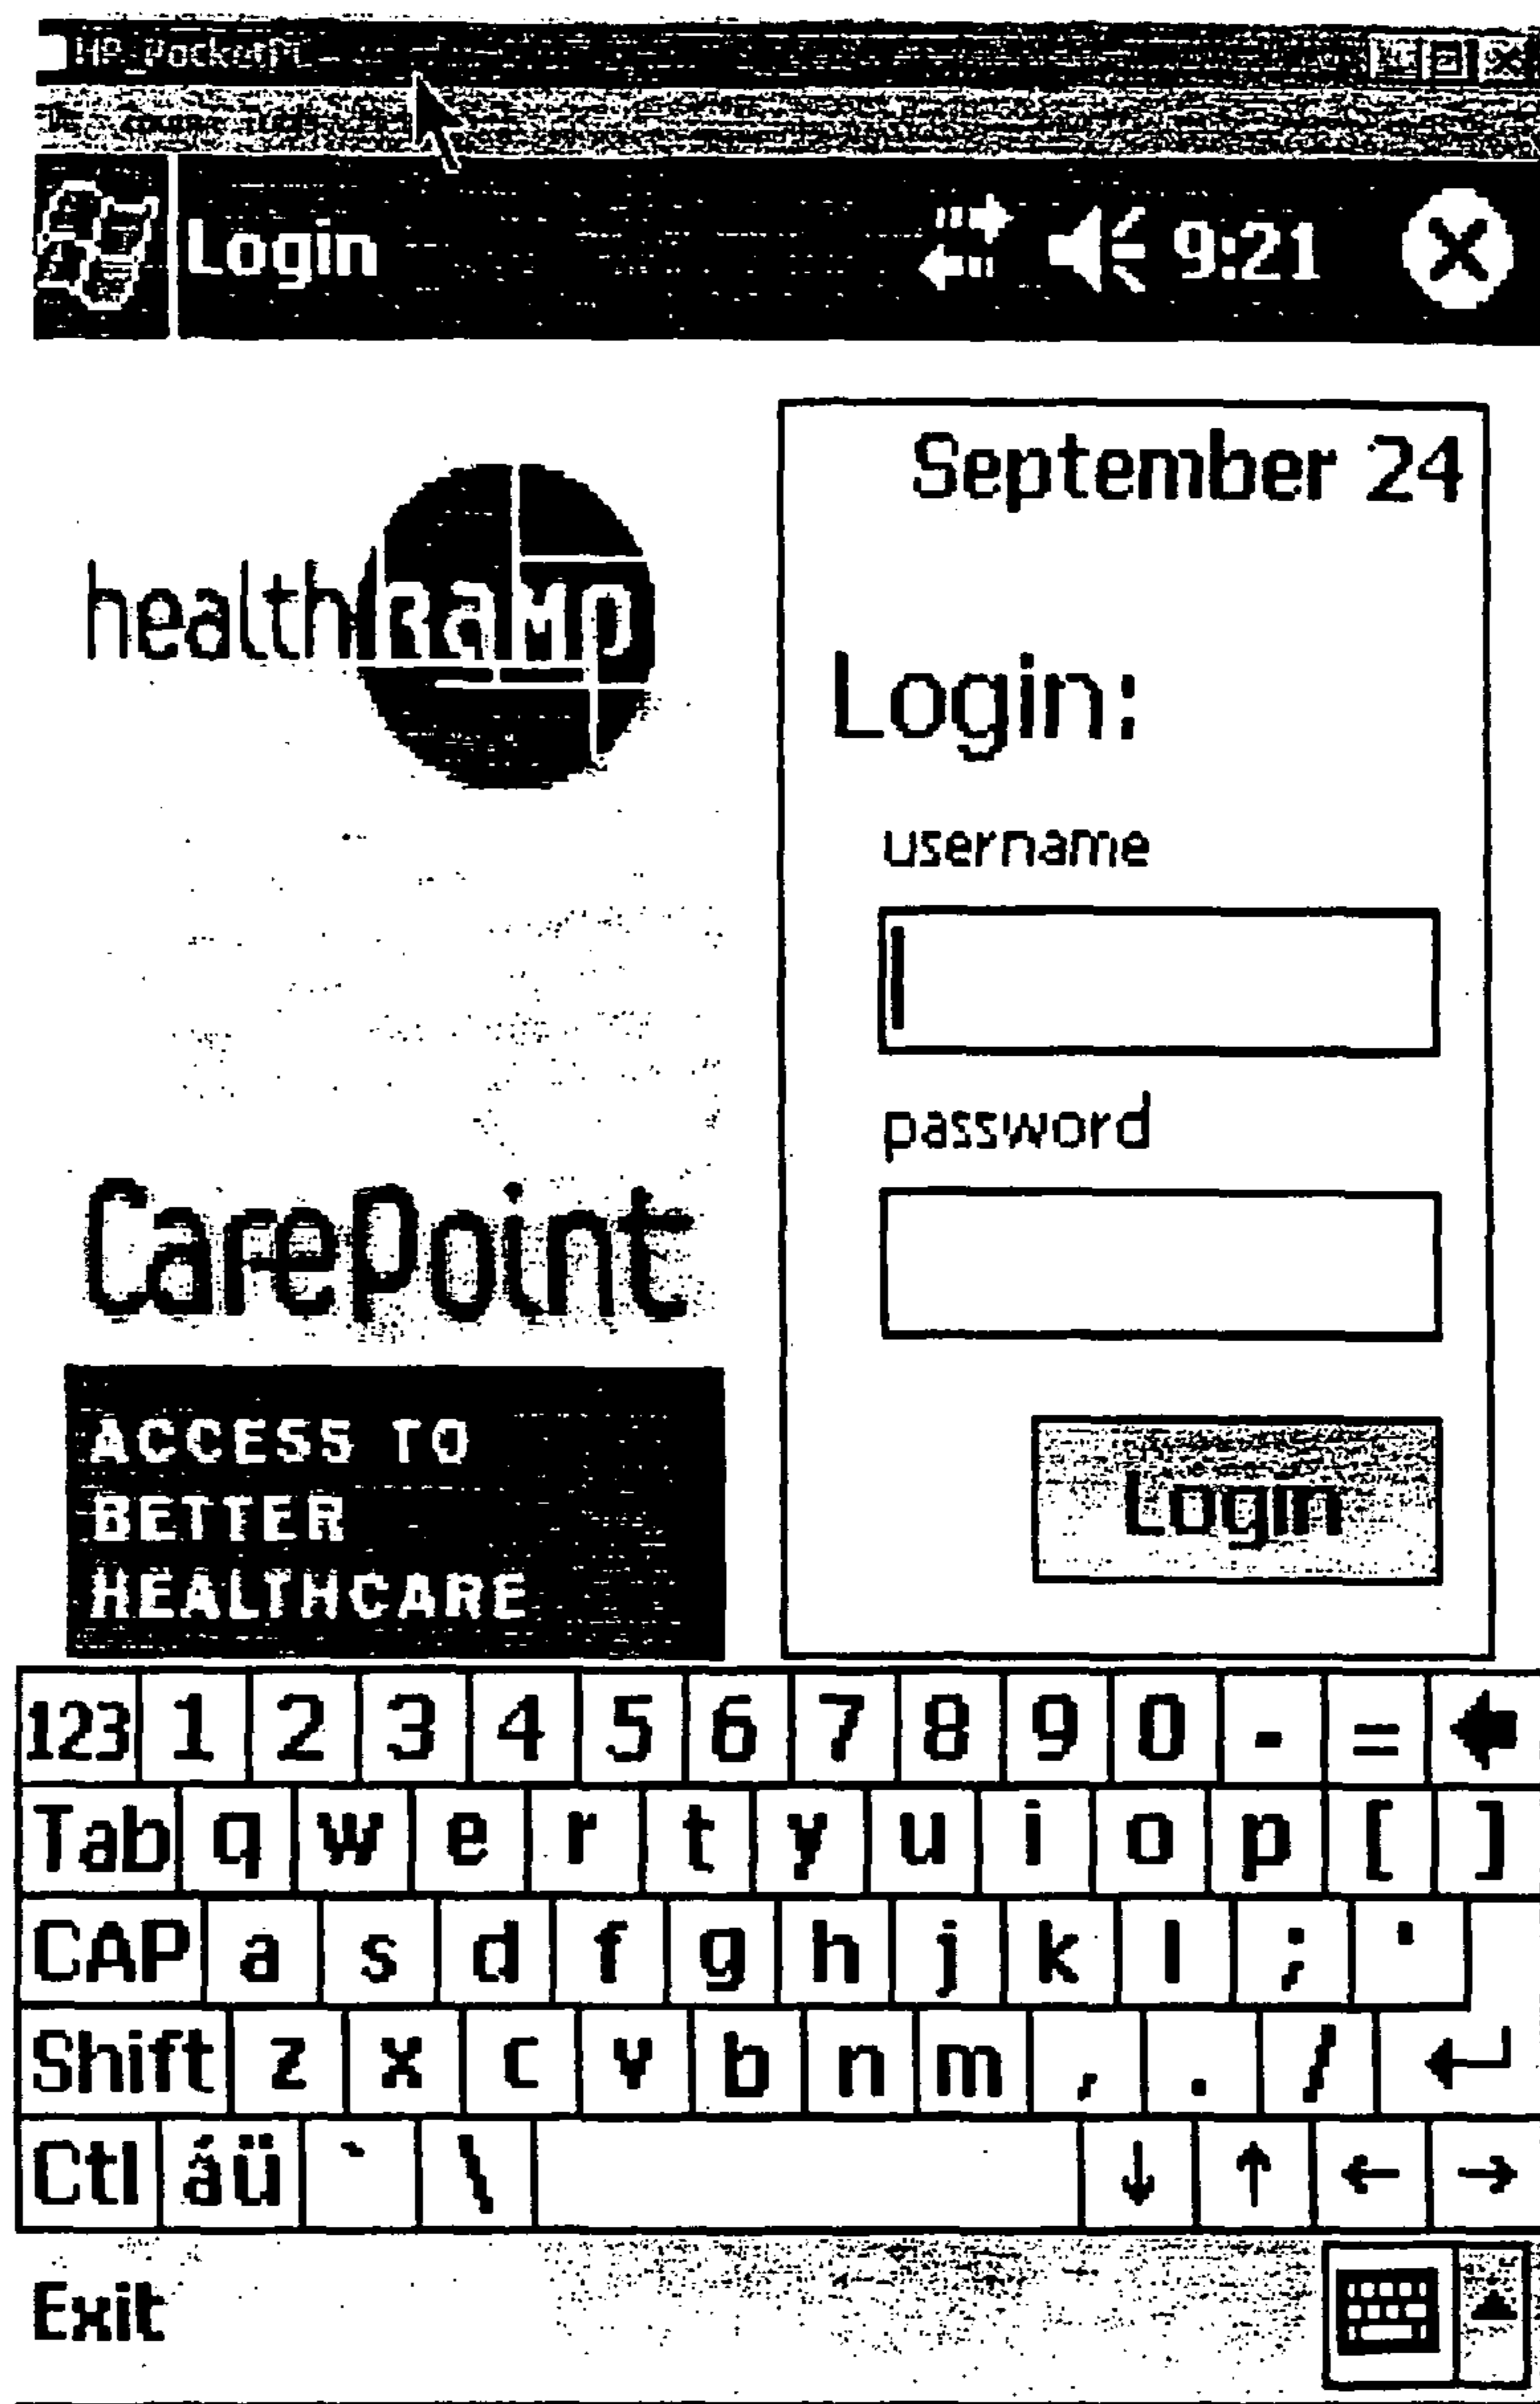 HP_PocketPC
Login 9:21
September 24
healthRAMP
Login:
username
password
CarePoint
ACCESS TO
BETTER
HEALTHCARE
Login
123 1 2 3 4 5 6 7 8 9 0 - =
Tab q w e r t y u i o p [ ]
CAP a s d f g h j k l ; '
Shift z x c v b n m , . /
Ctl áü ` \
Exit